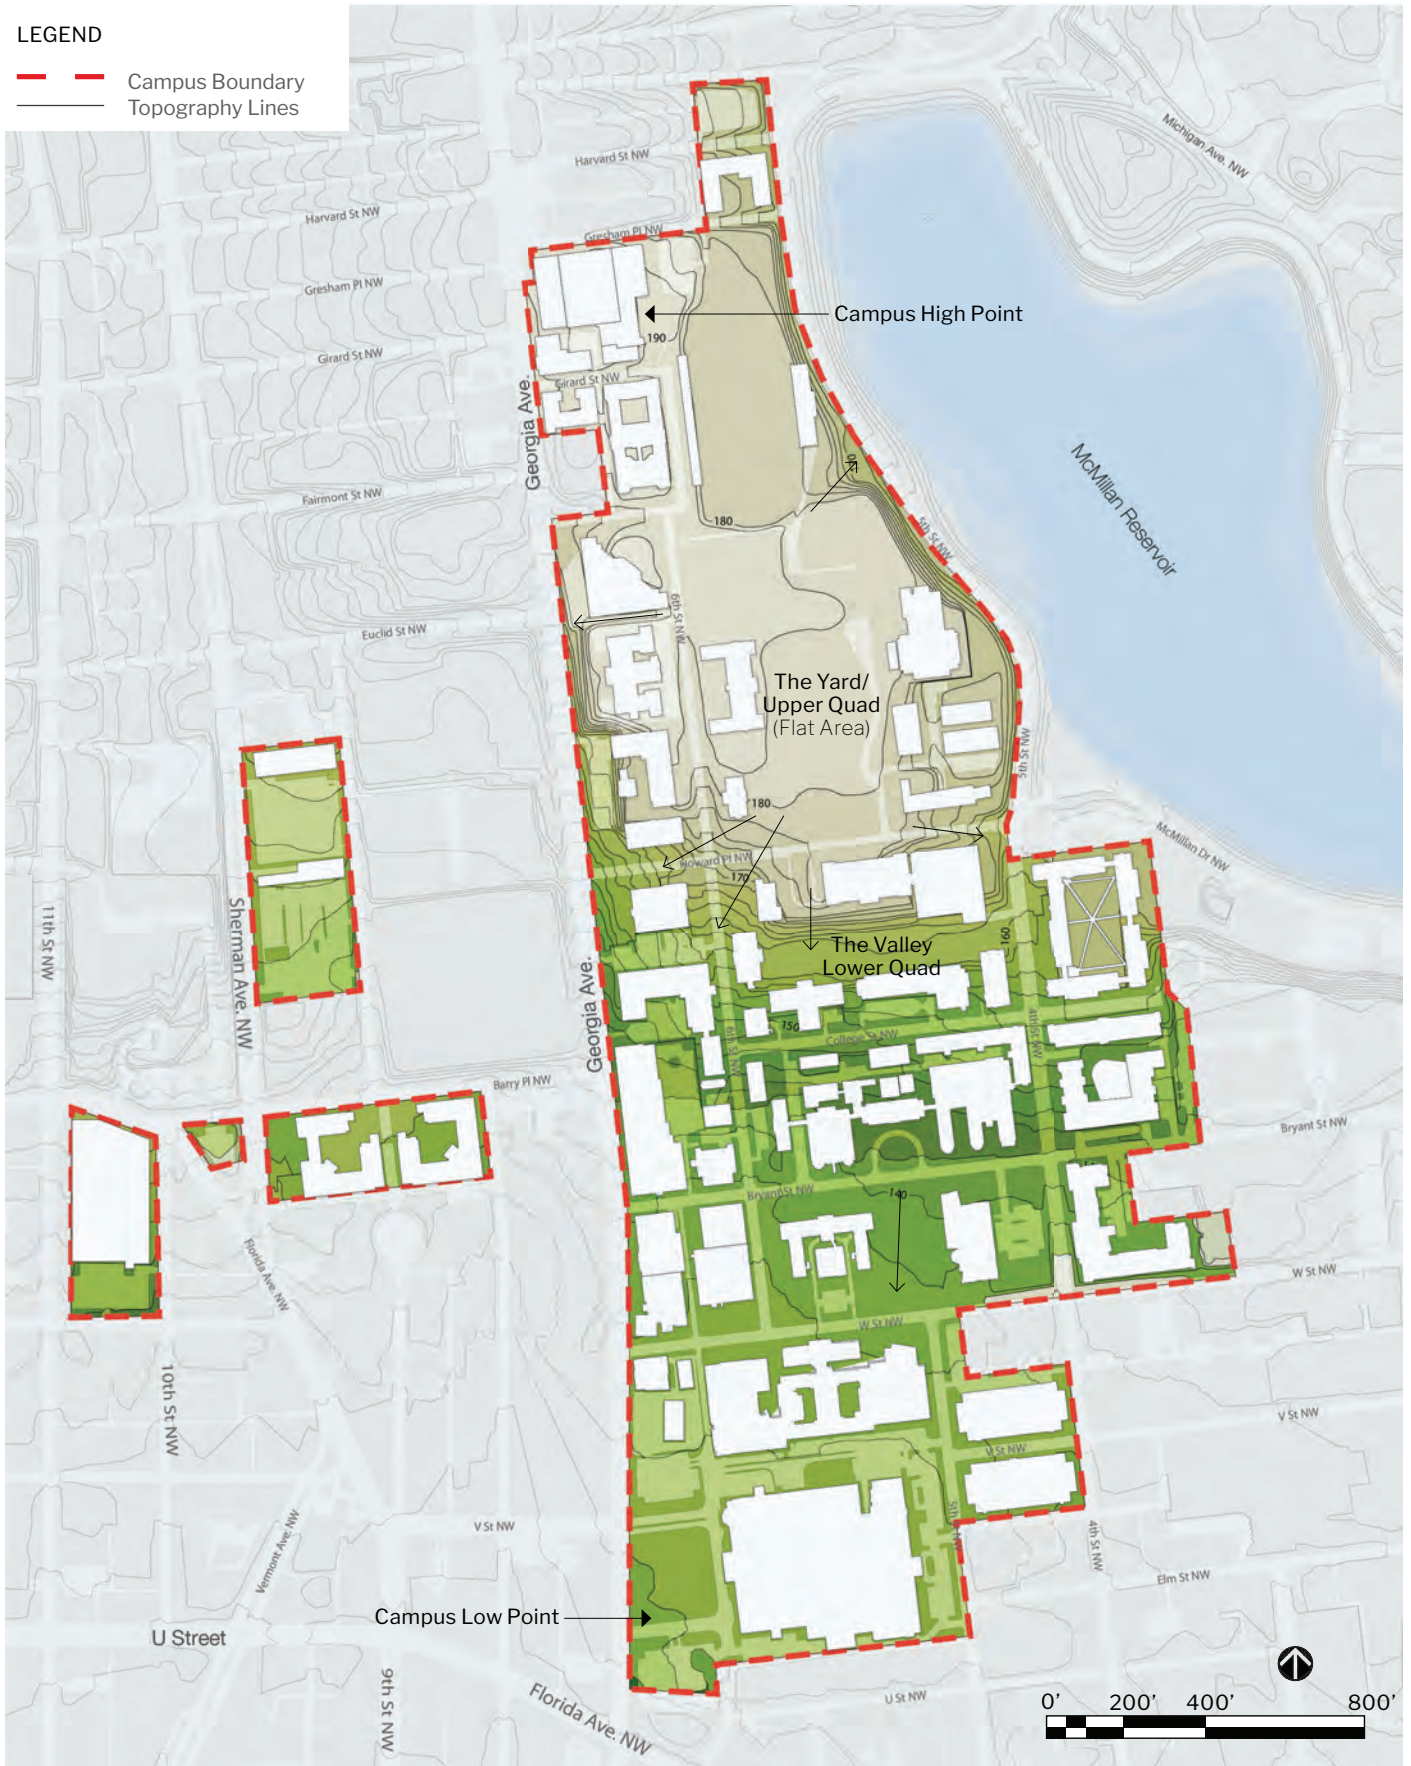 LEGEND
Campus Boundary
Topography Lines
Michigan Ave. NW
Harvard St NW
Harvard St NW
Gresham Pl NW
Gresham Pl NW
Campus High Point
190
Girard St NW
Girard St NW
Georgia Ave.
McMillan Reservoir
Fairmont St NW
180
5th St NW
6th St NW
Euclid St NW
The Yard/
Upper Quad
(Flat Area)
5th St NW
180
McMillan Dr NW
Howard Pl NW
170
11th St NW
Sherman Ave. NW
160
The Valley
Lower Quad
Georgia Ave.
150
College St NW
4th St NW
6th St NW
Barry Pl NW
Bryant St NW
Bryant St NW
140
Florida Ave. NW
W St NW
W St NW
10th St NW
V St NW
V St NW
5th St NW
V St NW
4th St NW
Vermont Ave. NW
Elm St NW
Campus Low Point
U Street
9th St NW
Florida Ave. NW
U St NW
0' 200' 400' 800'